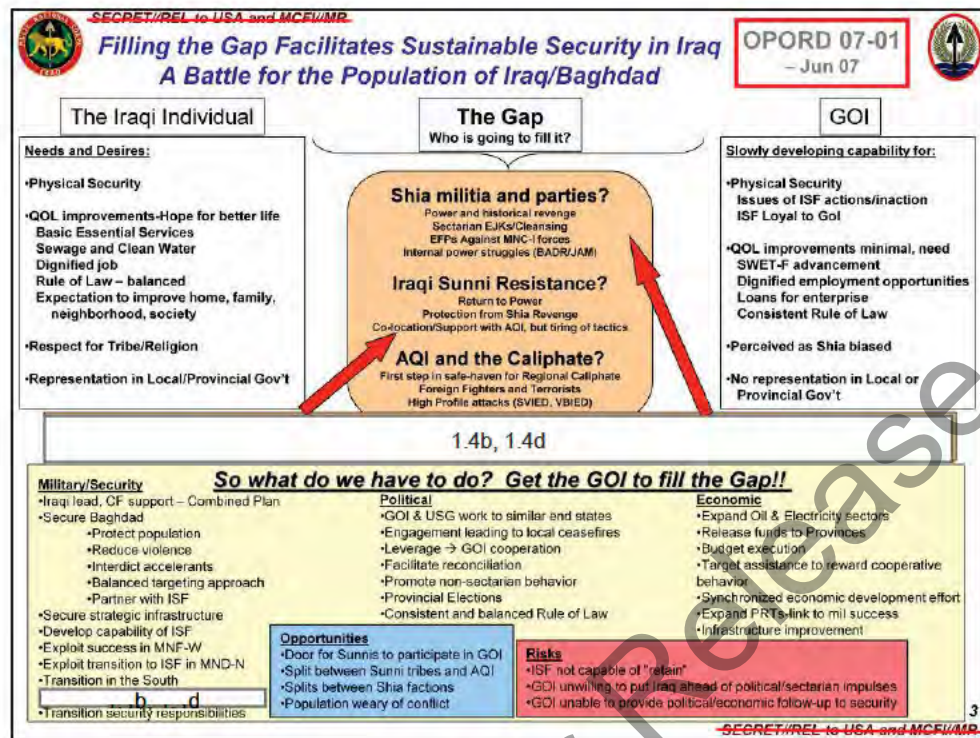 SECRET//REL to USA and MCFI//MR
Filling the Gap Facilitates Sustainable Security in Iraq
A Battle for the Population of Iraq/Baghdad
OPORD 07-01
– Jun 07
The Iraqi Individual
Needs and Desires:
•Physical Security
•QOL improvements-Hope for better life
Basic Essential Services
Sewage and Clean Water
Dignified job
Rule of Law – balanced
Expectation to improve home, family,
neighborhood, society
•Respect for Tribe/Religion
•Representation in Local/Provincial Gov't
The Gap
Who is going to fill it?
Shia militia and parties?
Power and historical revenge
Sectarian EJKs/Cleansing
EFPs Against MNC-I forces
Internal power struggles (BADR/JAM)
Iraqi Sunni Resistance?
Return to Power
Protection from Shia Revenge
Co-location/Support with AQI, but tiring of tactics
AQI and the Caliphate?
First step in safe-haven for Regional Caliphate
Foreign Fighters and Terrorists
High Profile attacks (SVIED, VBIED)
GOI
Slowly developing capability for:
•Physical Security
Issues of ISF actions/inaction
ISF Loyal to GoI
•QOL improvements minimal, need
SWET-F advancement
Dignified employment opportunities
Loans for enterprise
Consistent Rule of Law
•Perceived as Shia biased
•No representation in Local or
Provincial Gov't
1.4b, 1.4d
So what do we have to do? Get the GOI to fill the Gap!!
Military/Security
•Iraqi lead, CF support – Combined Plan
•Secure Baghdad
•Protect population
•Reduce violence
•Interdict accelerants
•Balanced targeting approach
•Partner with ISF
•Secure strategic infrastructure
•Develop capability of ISF
•Exploit success in MNF-W
•Exploit transition to ISF in MND-N
•Transition in the South
b d
•Transition security responsibilities
Political
•GOI & USG work to similar end states
•Engagement leading to local ceasefires
•Leverage → GOI cooperation
•Facilitate reconciliation
•Promote non-sectarian behavior
•Provincial Elections
•Consistent and balanced Rule of Law
Economic
•Expand Oil & Electricity sectors
•Release funds to Provinces
•Budget execution
•Target assistance to reward cooperative
behavior
•Synchronized economic development effort
•Expand PRTs-link to mil success
•Infrastructure improvement
Opportunities
•Door for Sunnis to participate in GOI
•Split between Sunni tribes and AQI
•Splits between Shia factions
•Population weary of conflict
Risks
•ISF not capable of "retain"
•GOI unwilling to put Iraq ahead of political/sectarian impulses
•GOI unable to provide political/economic follow-up to security
3
SECRET//REL to USA and MCFI//MR
Release